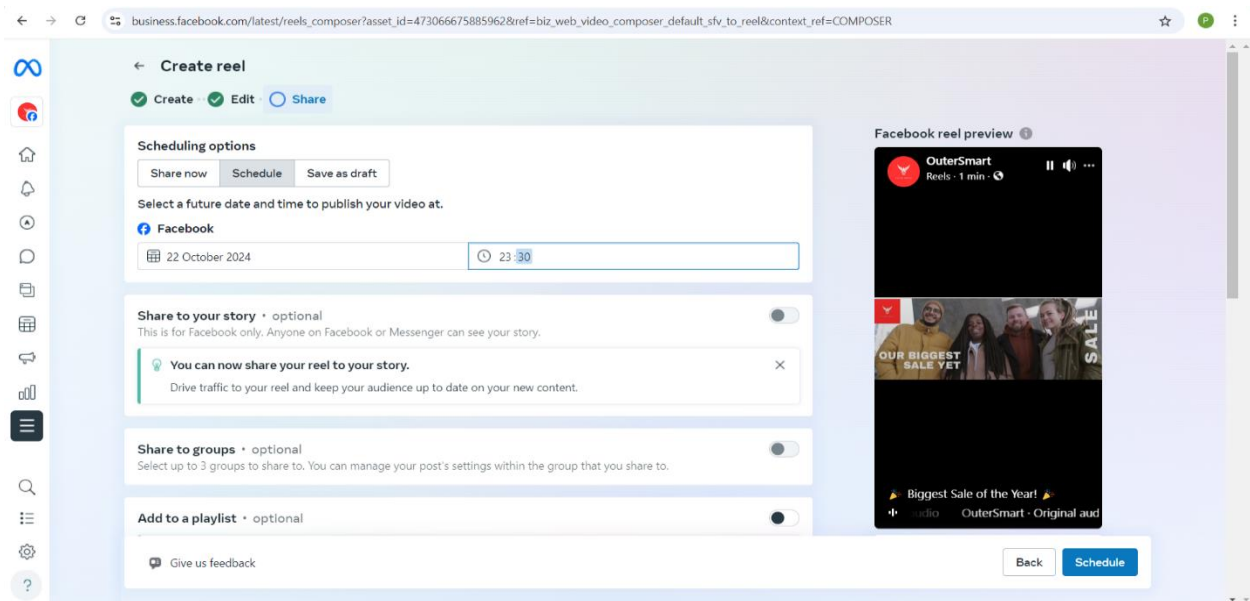 business.facebook.com/latest/reels_composer?asset_id=473066675885962&ref=biz_web_video_composer_default_sfv_to_reel&context_ref=COMPOSER
P
Create reel
Create
Edit
Share
Scheduling options
Share now
Schedule
Save as draft
Select a future date and time to publish your video at.
Facebook
22 October 2024
23:30
Share to your story • optional
This is for Facebook only. Anyone on Facebook or Messenger can see your story.
You can now share your reel to your story.
Drive traffic to your reel and keep your audience up to date on your new content.
Share to groups • optional
Select up to 3 groups to share to. You can manage your post's settings within the group that you share to.
Add to a playlist • optional
Give us feedback
Back
Schedule
Facebook reel preview
OuterSmart
Reels · 1 min ·
OUR BIGGEST
SALE YET
SALE
🎉 Biggest Sale of the Year! 🎉
udio OuterSmart · Original aud